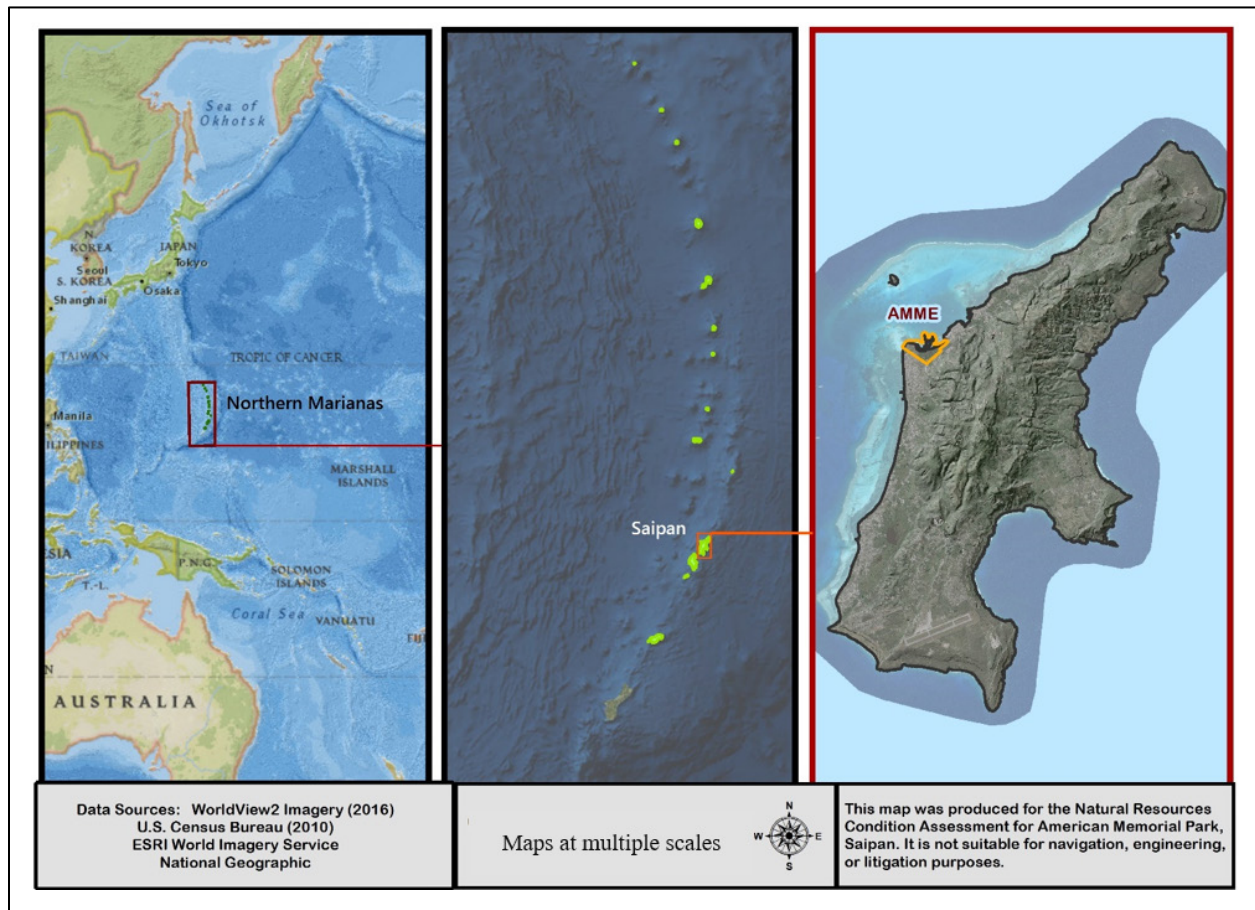 Sea of
Okhotsk
N.
KOREA
Seoul
S. KOREA
JAPAN
Tokyo
Osaka
Shanghai
TAIWAN
TROPIC OF CANCER
Northern Marianas
Manila
ILIPPINES
MARSHALL
ISLANDS
ESIA
P.N.G.
SOLOMON
ISLANDS
T.-L.
Coral Sea
VANUATU
FIJ
N
AUSTRALIA
Saipan
AMME
Data Sources: WorldView2 Imagery (2016)
U.S. Census Bureau (2010)
ESRI World Imagery Service
National Geographic
Maps at multiple scales
N
W
E
S
This map was produced for the Natural Resources
Condition Assessment for American Memorial Park,
Saipan. It is not suitable for navigation, engineering,
or litigation purposes.